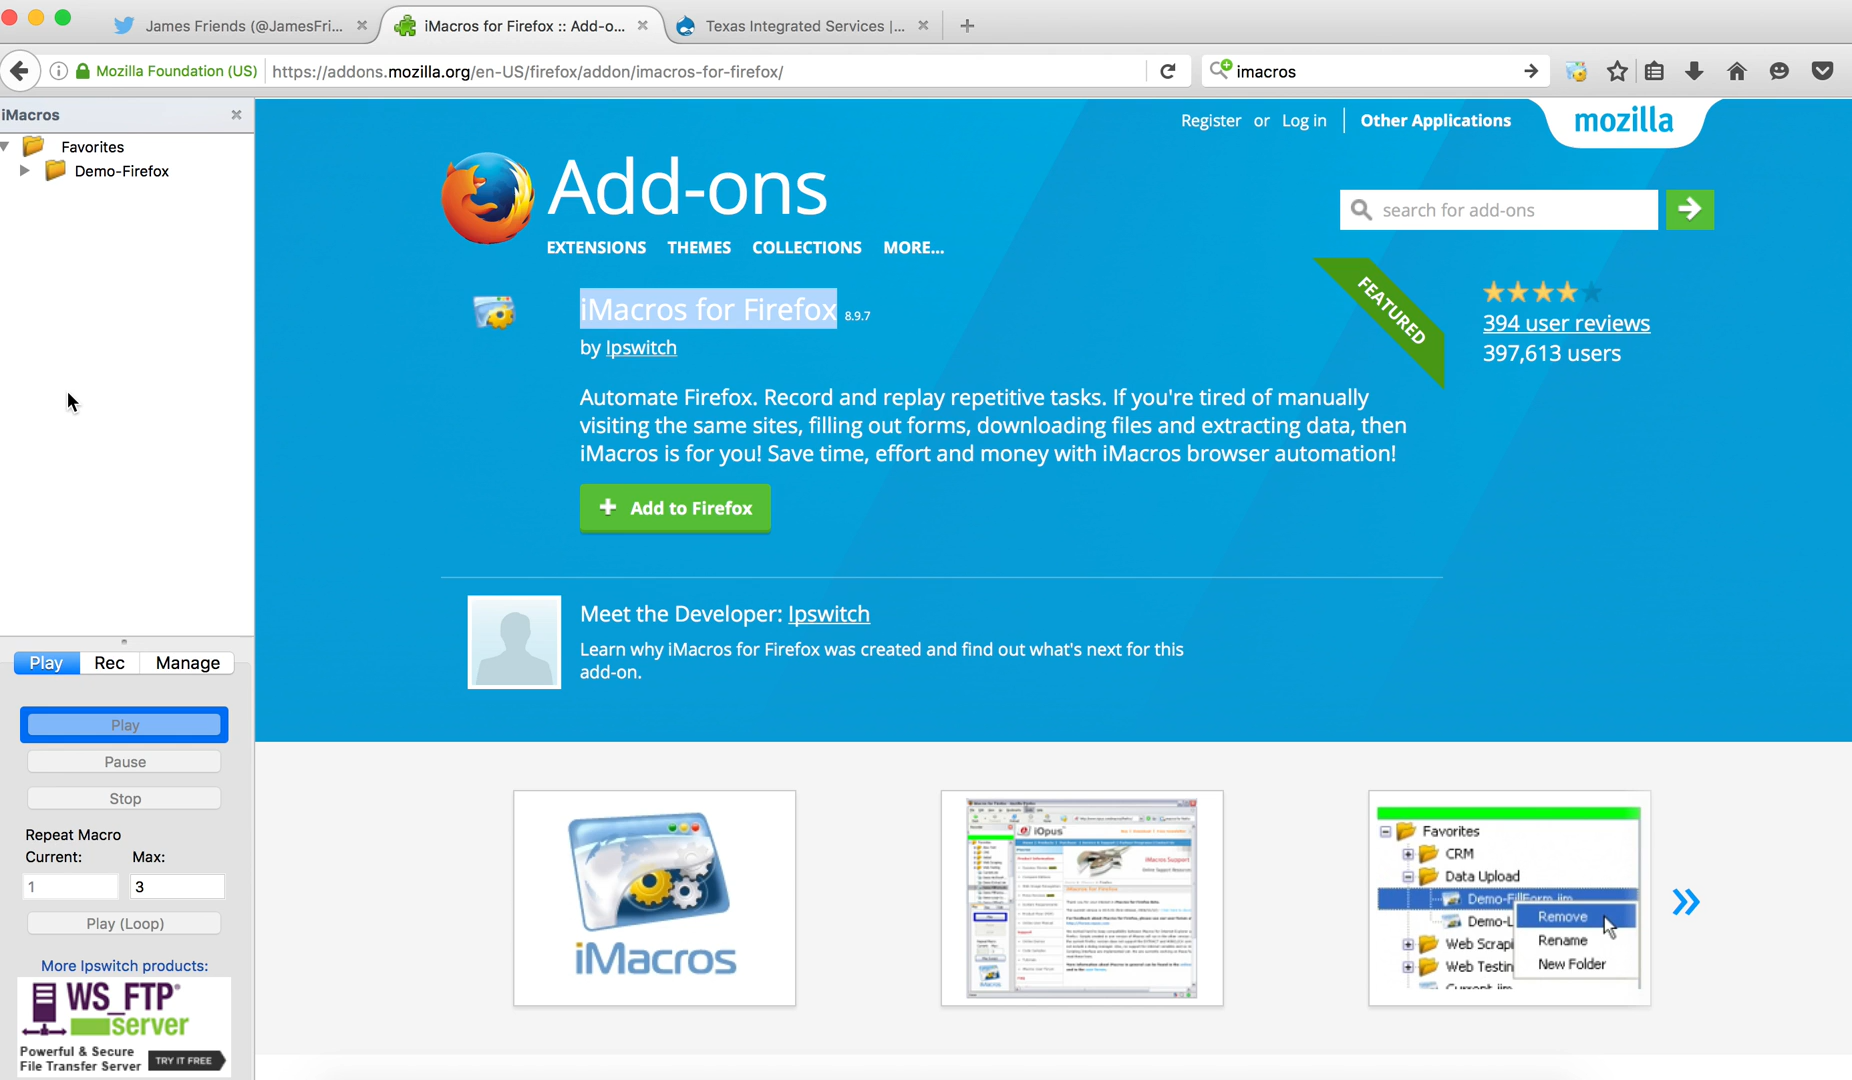 James Friends (@JamesFri...
iMacros for Firefox :: Add-o...
Texas Integrated Services |...
Mozilla Foundation (US)
https://addons.mozilla.org/en-US/firefox/addon/imacros-for-firefox/
imacros
iMacros
Favorites
Demo-Firefox
Register or Log in
Other Applications
mozilla
Add-ons
search for add-ons
EXTENSIONS THEMES COLLECTIONS MORE...
iMacros for Firefox 8.9.7
by Ipswitch
FEATURED
394 user reviews
397,613 users
Automate Firefox. Record and replay repetitive tasks. If you're tired of manually
visiting the same sites, filling out forms, downloading files and extracting data, then
iMacros is for you! Save time, effort and money with iMacros browser automation!
Add to Firefox
Meet the Developer: Ipswitch
Learn why iMacros for Firefox was created and find out what's next for this
add-on.
Play Rec Manage
Play
Pause
Stop
Repeat Macro
Current: Max:
1 3
Play (Loop)
More Ipswitch products:
WS_FTP
server
Powerful & Secure
File Transfer Server
TRY IT FREE
iMacros
iOpus
iMacros Support
Favorites
CRM
Data Upload
Demo-FillForm.iim
Demo-L
Remove
Rename
New Folder
Web Scrapi
Web Testin
Current.iim